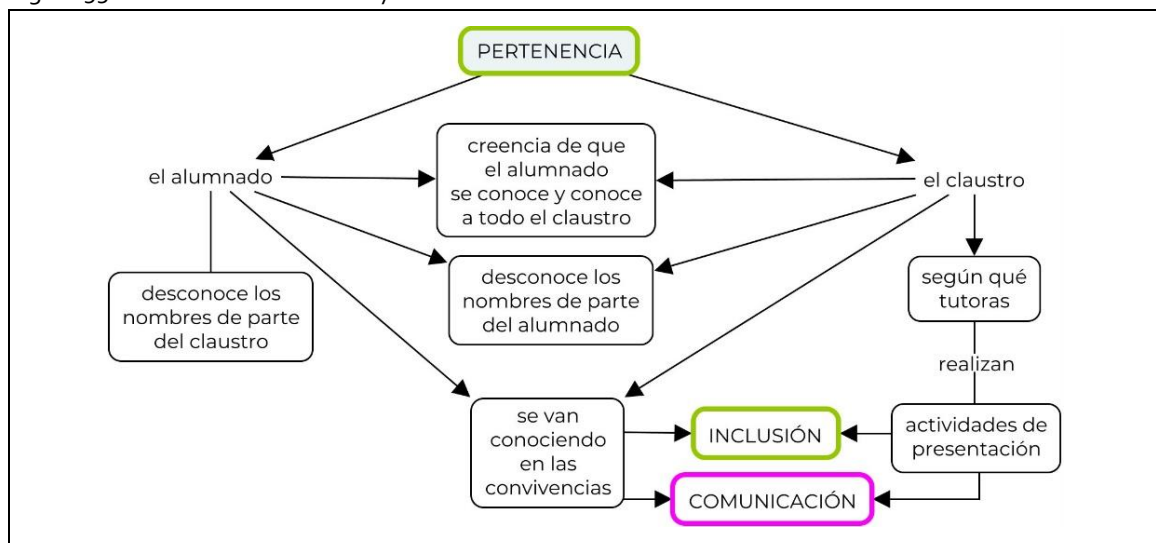 PERTENENCIA
creencia de que
el alumnado
se conoce y conoce
a todo el claustro
el alumnado
el claustro
desconoce los
nombres de parte
del claustro
desconoce los
nombres de parte
del alumnado
según qué
tutoras
realizan
se van
conociendo
en las
convivencias
INCLUSIÓN
actividades de
presentación
COMUNICACIÓN